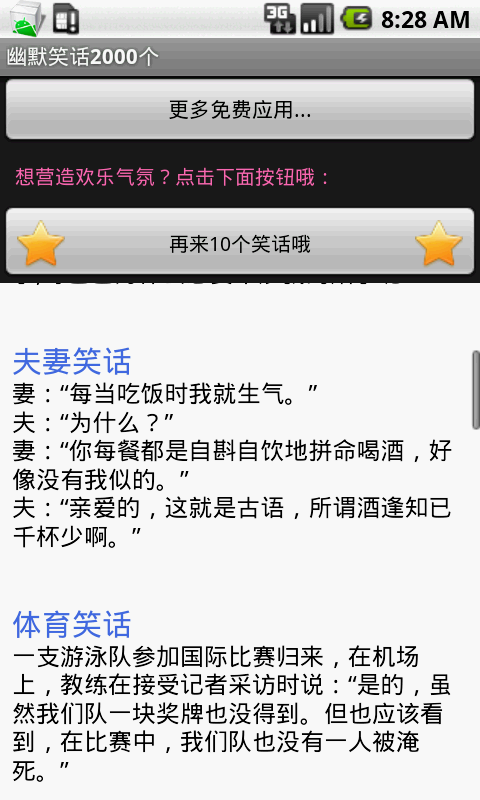 3G
8:28 AM
幽默笑话2000个
更多免费应用...
想营造欢乐气氛？点击下面按钮哦：
再来10个笑话哦
夫妻笑话
妻：“每当吃饭时我就生气。”
夫：“为什么？”
妻：“你每餐都是自斟自饮地拼命喝酒，好
像没有我似的。”
夫：“亲爱的，这就是古语，所谓酒逢知已
千杯少啊。”
体育笑话
一支游泳队参加国际比赛归来，在机场
上，教练在接受记者采访时说：“是的，虽
然我们队一块奖牌也没得到。但也应该看
到，在比赛中，我们队也没有一人被淹
死。”